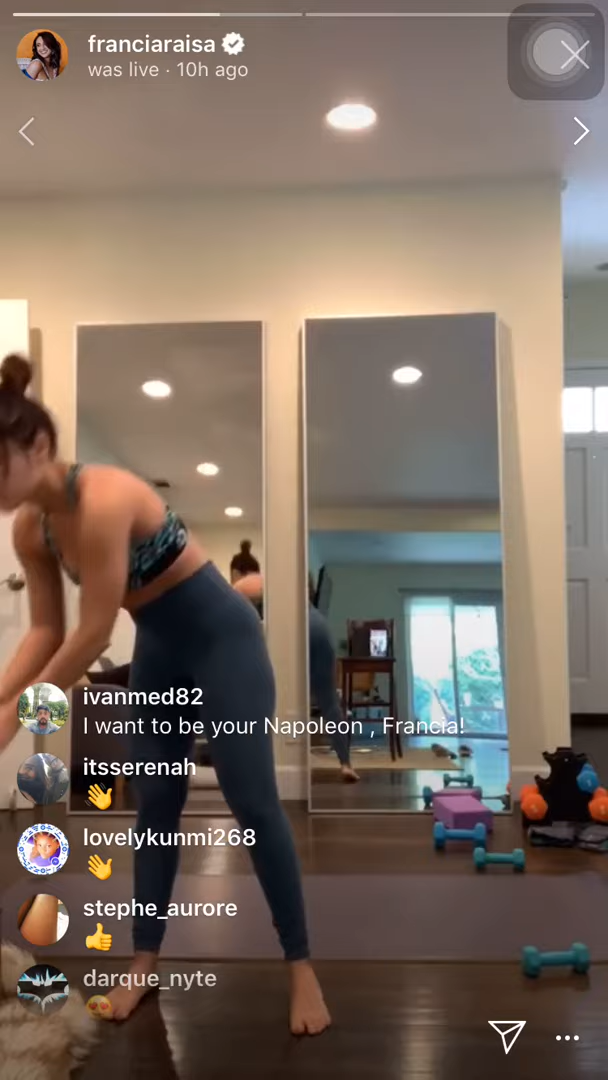 franciaraisa
was live · 10h ago
ivanmed82
I want to be your Napoleon , Francia!
itsserenah
👋
lovelykunmi268
👋
stephe_aurore
👍
darque_nyte
😍